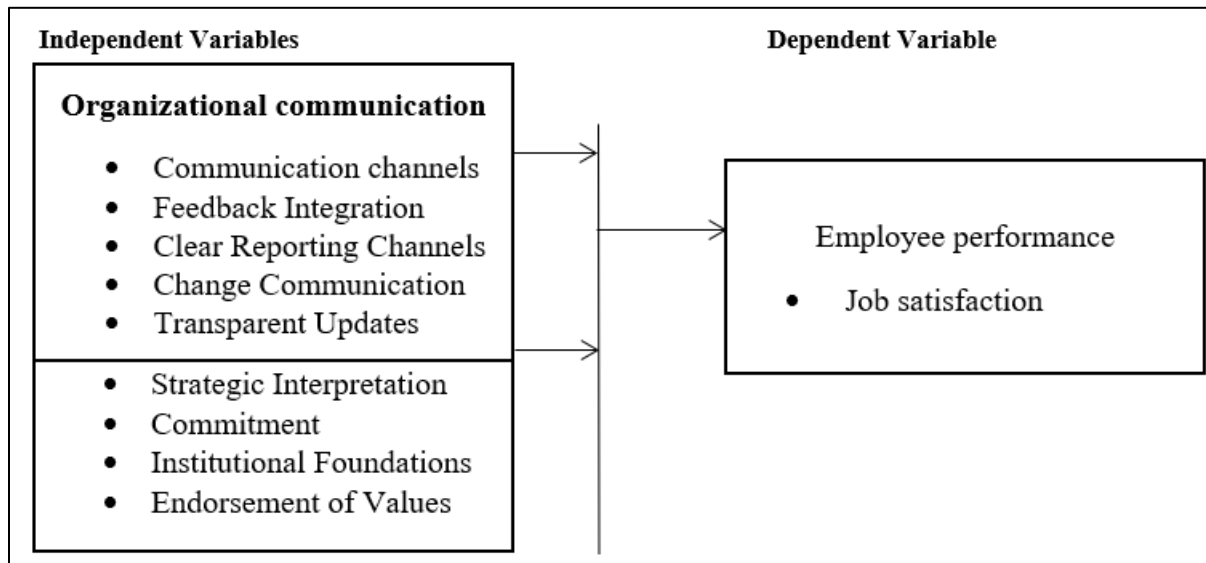 Independent Variables
Organizational communication
• Communication channels
• Feedback Integration
• Clear Reporting Channels
• Change Communication
• Transparent Updates
• Strategic Interpretation
• Commitment
• Institutional Foundations
• Endorsement of Values
Dependent Variable
Employee performance
• Job satisfaction